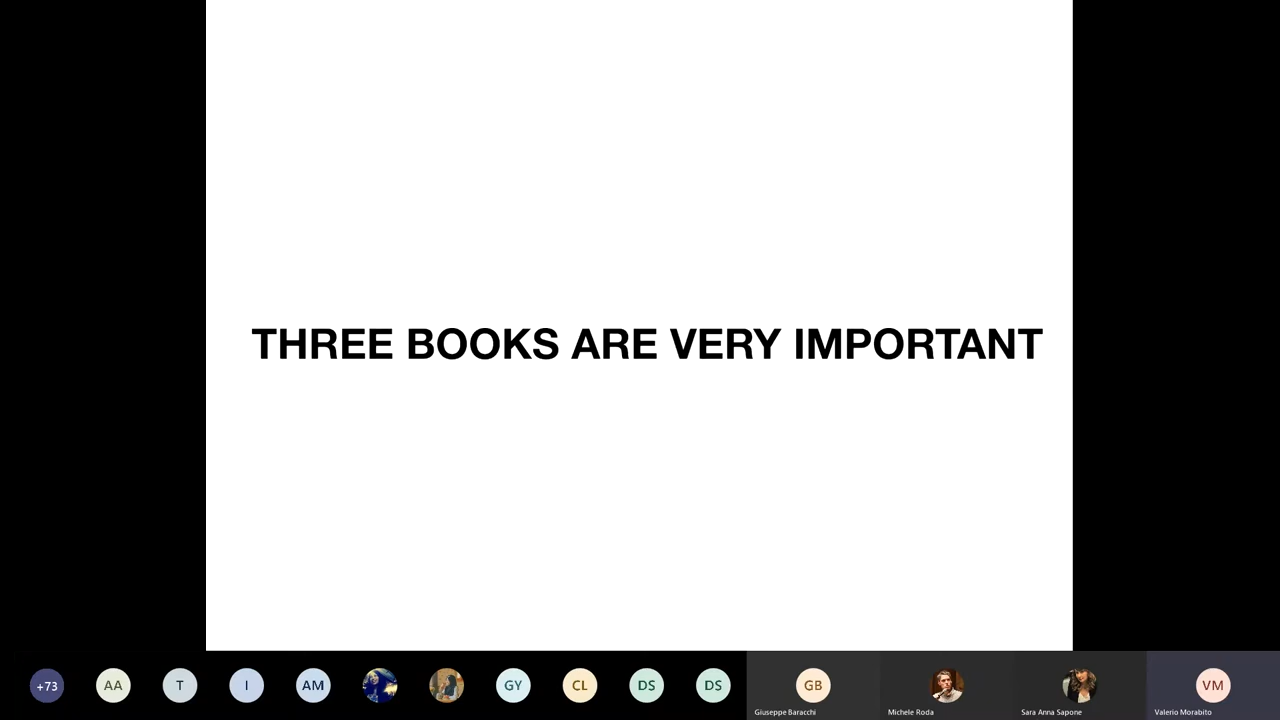 THREE BOOKS ARE VERY IMPORTANT
+73
AA
T
I
AM
GY
CL
DS
DS
GB
VM
Giuseppe Baracchi
Michele Roda
Sara Anna Sapone
Valerio Morabito